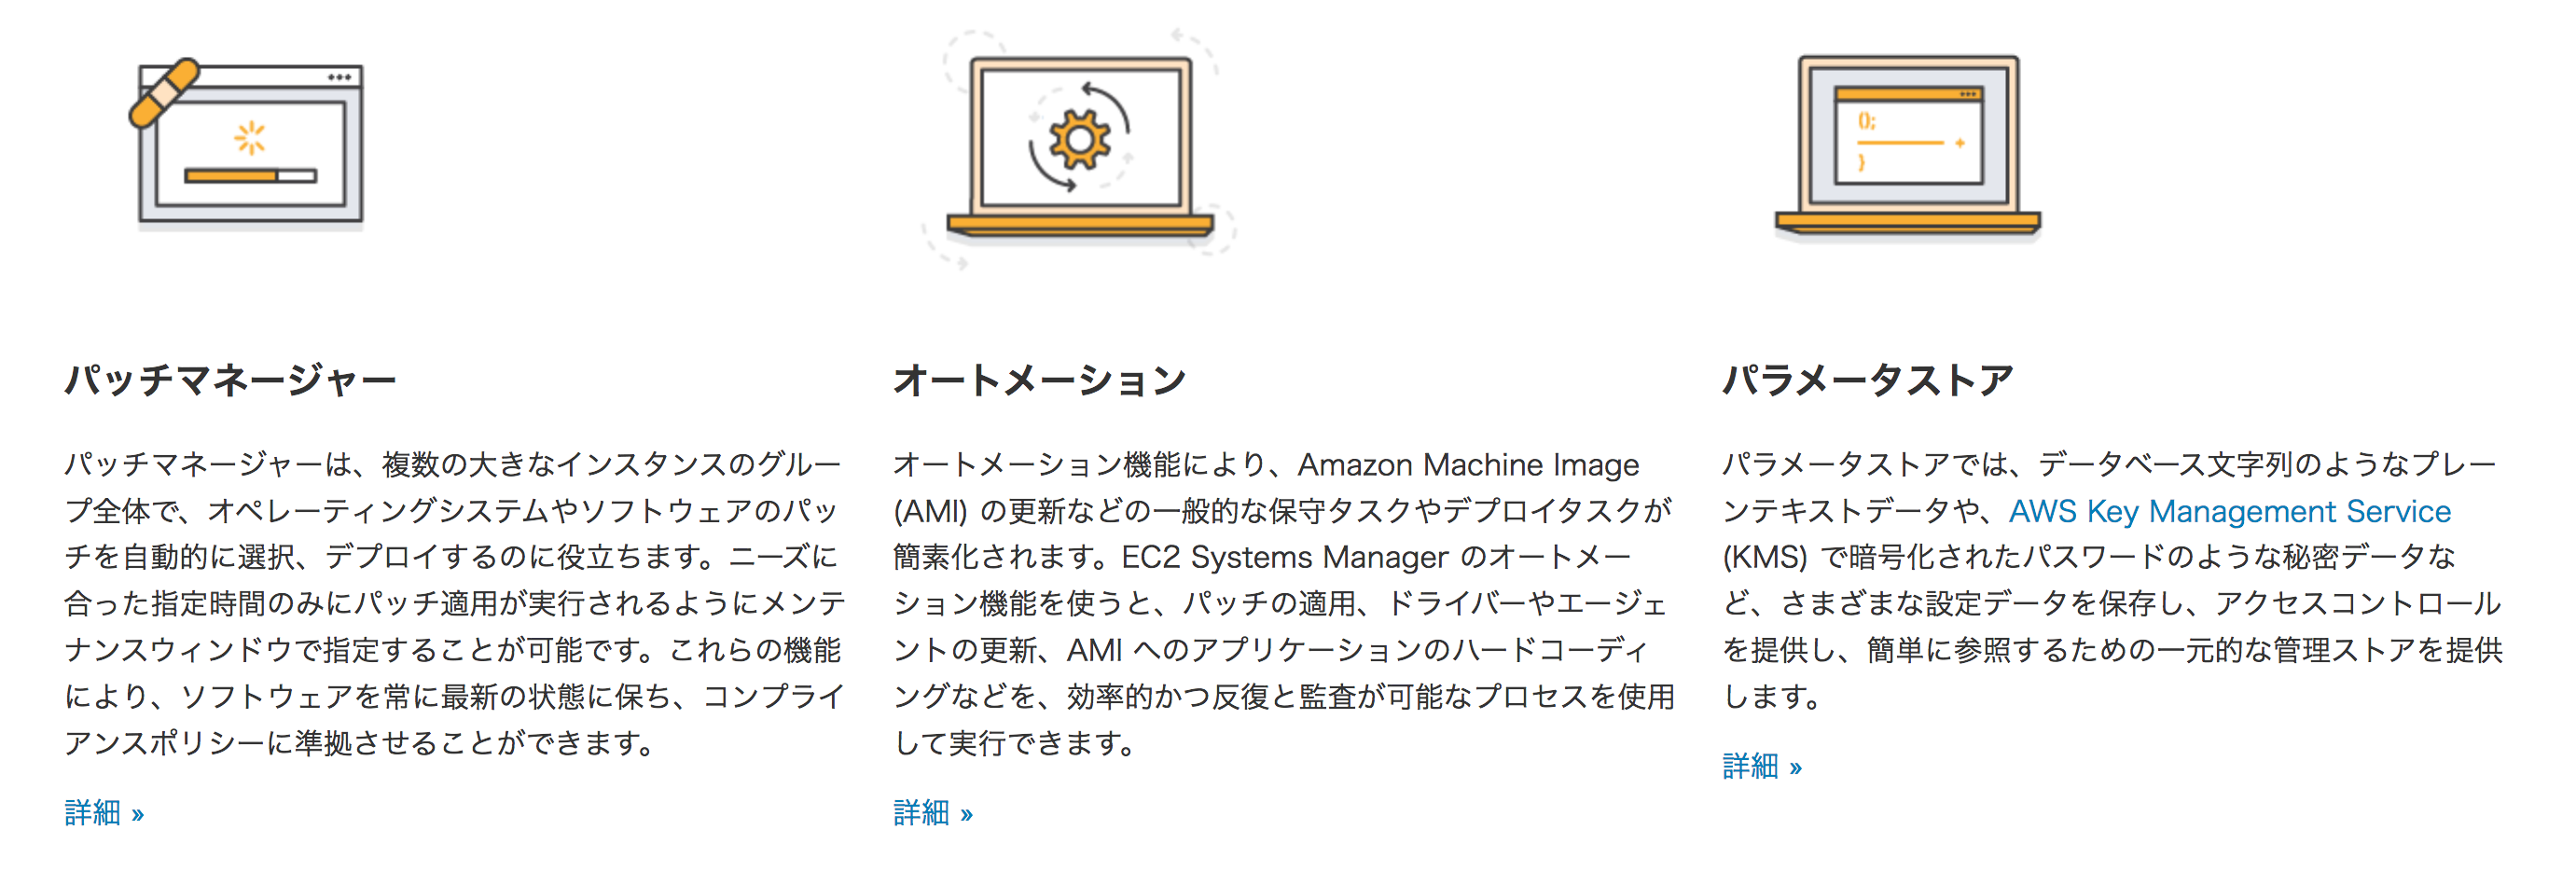 ();
}
パッチマネージャー
パッチマネージャーは、複数の大きなインスタンスのグルー
プ全体で、オペレーティングシステムやソフトウェアのパッ
チを自動的に選択、デプロイするのに役立ちます。ニーズに
合った指定時間のみにパッチ適用が実行されるようにメンテ
ナンスウィンドウで指定することが可能です。これらの機能
により、ソフトウェアを常に最新の状態に保ち、コンプライ
アンスポリシーに準拠させることができます。
詳細 »
オートメーション
オートメーション機能により、Amazon Machine Image
(AMI) の更新などの一般的な保守タスクやデプロイタスクが
簡素化されます。EC2 Systems Manager のオートメー
ション機能を使うと、パッチの適用、ドライバーやエージェ
ントの更新、AMI へのアプリケーションのハードコーディ
ングなどを、効率的かつ反復と監査が可能なプロセスを使用
して実行できます。
詳細 »
パラメータストア
パラメータストアでは、データベース文字列のようなプレー
ンテキストデータや、AWS Key Management Service
(KMS) で暗号化されたパスワードのような秘密データな
ど、さまざまな設定データを保存し、アクセスコントロール
を提供し、簡単に参照するための一元的な管理ストアを提供
します。
詳細 »